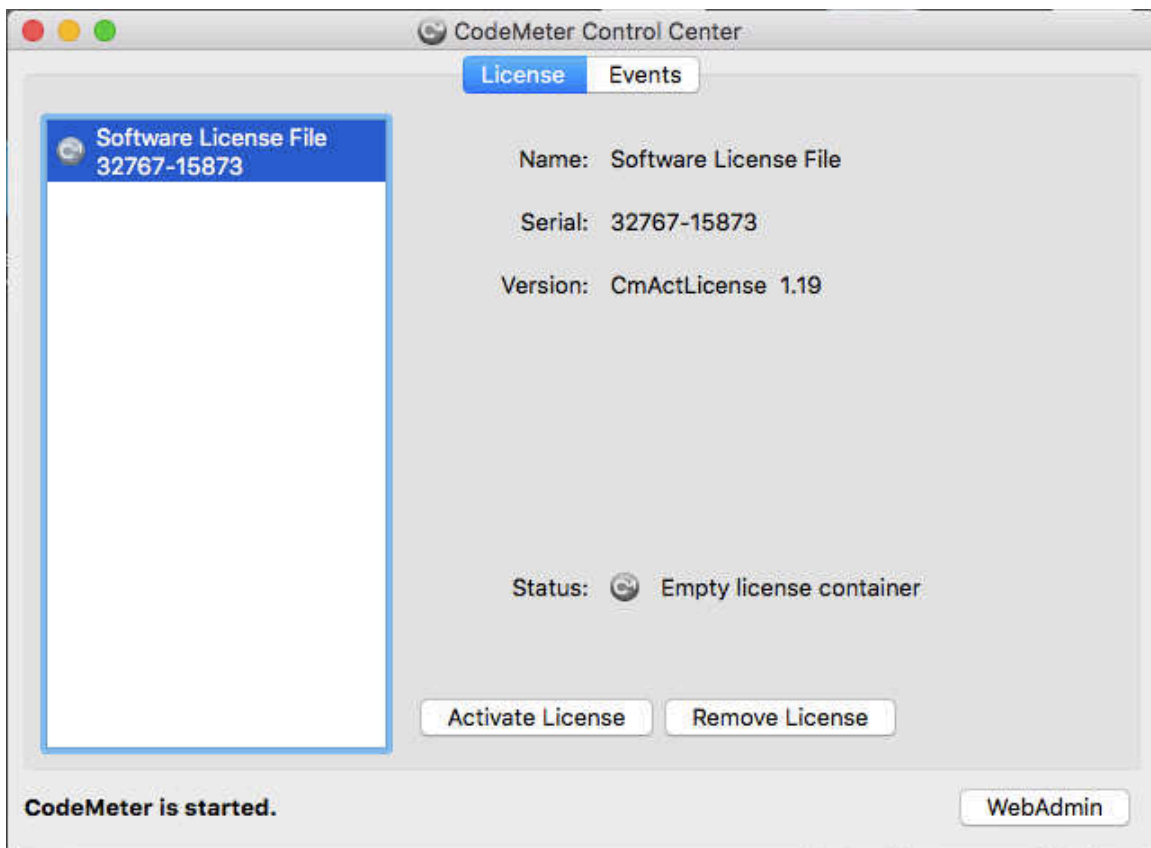 CodeMeter Control Center
License Events
Software License File
32767-15873
Name: Software License File
Serial: 32767-15873
Version: CmActLicense 1.19
Status: Empty license container
Activate License Remove License
CodeMeter is started.
WebAdmin